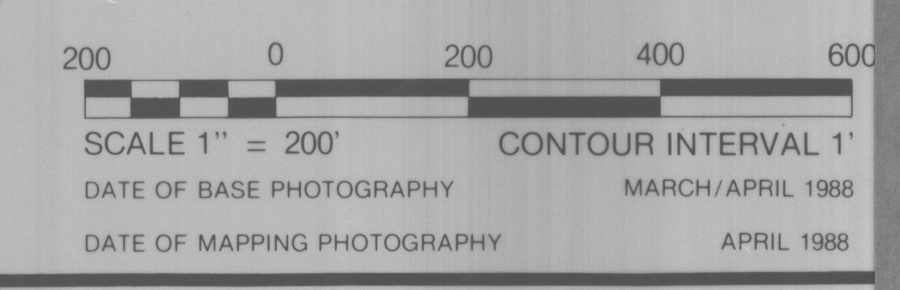 200 0 200 400 600
SCALE 1" = 200' CONTOUR INTERVAL 1'
DATE OF BASE PHOTOGRAPHY MARCH/APRIL 1988
DATE OF MAPPING PHOTOGRAPHY APRIL 1988